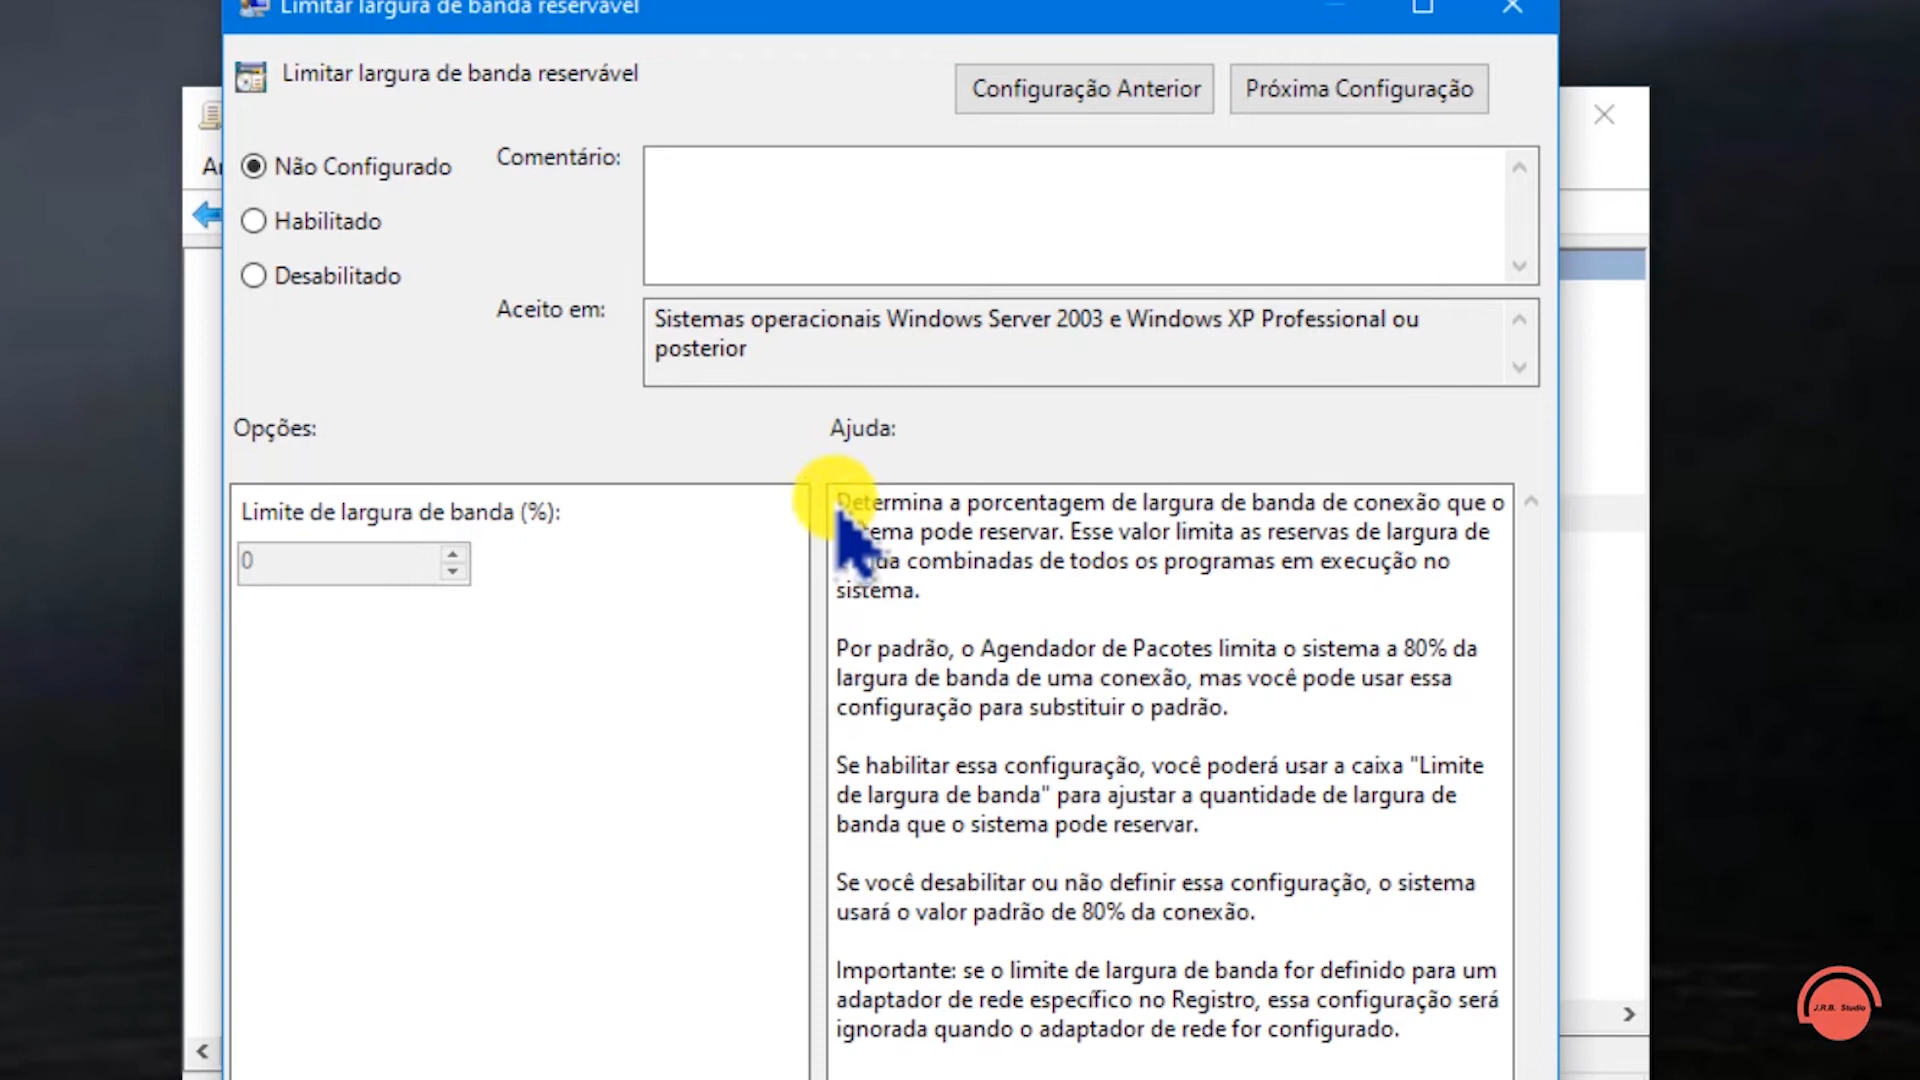 Limitar largura de banda reservável
Limitar largura de banda reservável
Configuração Anterior
Próxima Configuração
Não Configurado
Habilitado
Desabilitado
Comentário:
Aceito em:
Sistemas operacionais Windows Server 2003 e Windows XP Professional ou
posterior
Opções:
Ajuda:
Limite de largura de banda (%):
0
Determina a porcentagem de largura de banda de conexão que o
pode reservar. Esse valor limita as reservas de largura de
combinadas de todos os programas em execução no
sistema.
Por padrão, o Agendador de Pacotes limita o sistema a 80% da
largura de banda de uma conexão, mas você pode usar essa
configuração para substituir o padrão.
Se habilitar essa configuração, você poderá usar a caixa "Limite
de largura de banda" para ajustar a quantidade de largura de
banda que o sistema pode reservar.
Se você desabilitar ou não definir essa configuração, o sistema
usará o valor padrão de 80% da conexão.
Importante: se o limite de largura de banda for definido para um
adaptador de rede específico no Registro, essa configuração será
ignorada quando o adaptador de rede for configurado.
J.R.B. Studio